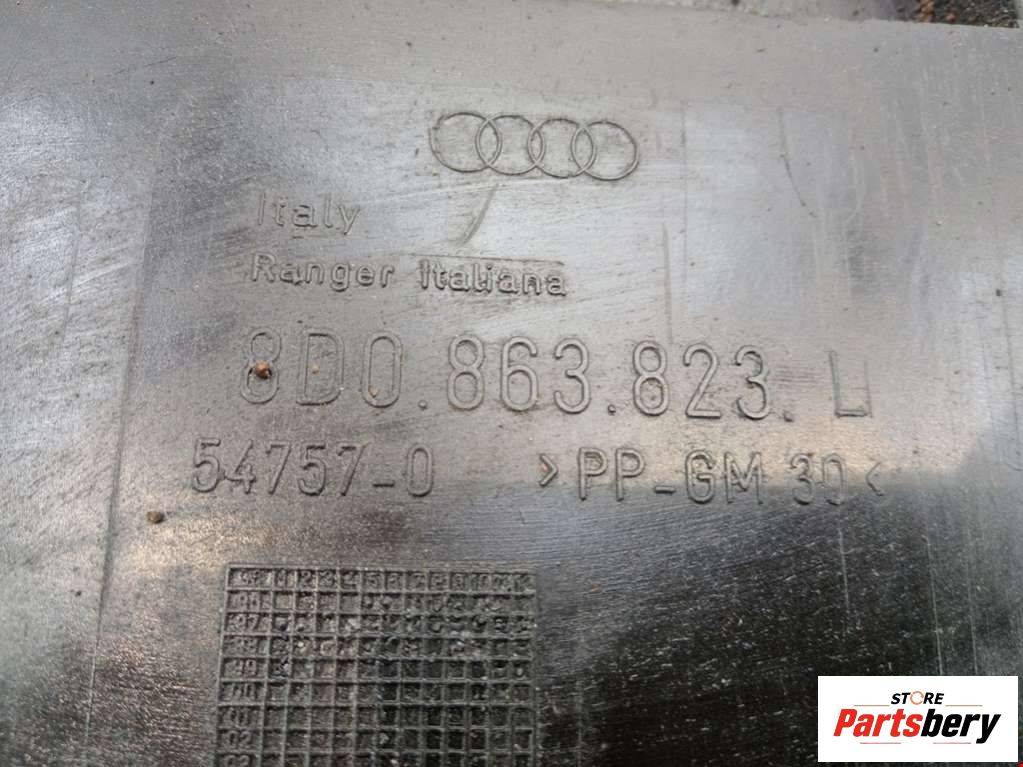 Italy
Ranger Italiana
8D0.863.823. L
54757-0 >PP-GM 30<
STORE
Partsbery